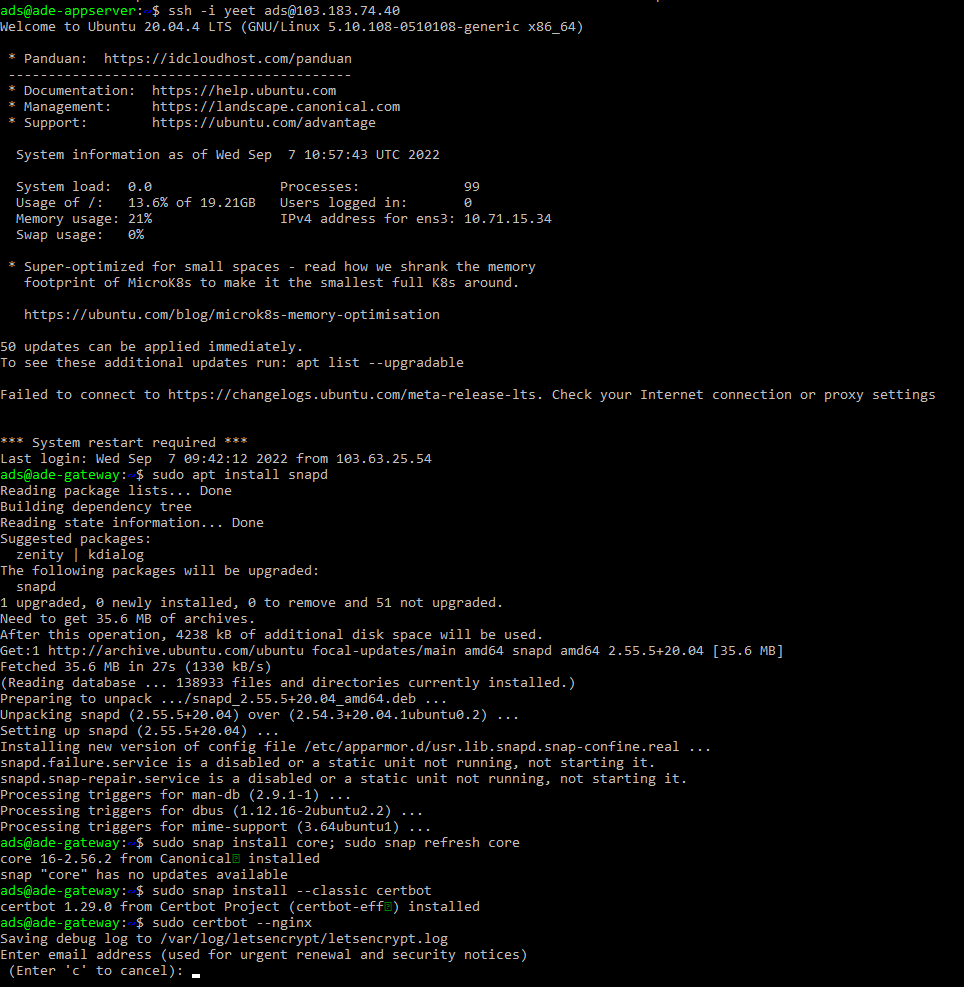 ads@ade-appserver:~$ ssh -i yeet ads@103.183.74.40
Welcome to Ubuntu 20.04.4 LTS (GNU/Linux 5.10.108-0510108-generic x86_64)
* Panduan:  https://idcloudhost.com/panduan
-------------------------------------------
* Documentation:  https://help.ubuntu.com
* Management:     https://landscape.canonical.com
* Support:        https://ubuntu.com/advantage
System information as of Wed Sep  7 10:57:43 UTC 2022
System load:  0.0                Processes:             99
Usage of /:   13.6% of 19.21GB   Users logged in:       0
Memory usage: 21%                IPv4 address for ens3: 10.71.15.34
Swap usage:   0%
* Super-optimized for small spaces - read how we shrank the memory
footprint of MicroK8s to make it the smallest full K8s around.
https://ubuntu.com/blog/microk8s-memory-optimisation
50 updates can be applied immediately.
To see these additional updates run: apt list --upgradable
Failed to connect to https://changelogs.ubuntu.com/meta-release-lts. Check your Internet connection or proxy settings
*** System restart required ***
Last login: Wed Sep  7 09:42:12 2022 from 103.63.25.54
ads@ade-gateway:~$ sudo apt install snapd
Reading package lists... Done
Building dependency tree
Reading state information... Done
Suggested packages:
zenity | kdialog
The following packages will be upgraded:
snapd
1 upgraded, 0 newly installed, 0 to remove and 51 not upgraded.
Need to get 35.6 MB of archives.
After this operation, 4238 kB of additional disk space will be used.
Get:1 http://archive.ubuntu.com/ubuntu focal-updates/main amd64 snapd amd64 2.55.5+20.04 [35.6 MB]
Fetched 35.6 MB in 27s (1330 kB/s)
(Reading database ... 138933 files and directories currently installed.)
Preparing to unpack .../snapd_2.55.5+20.04_amd64.deb ...
Unpacking snapd (2.55.5+20.04) over (2.54.3+20.04.1ubuntu0.2) ...
Setting up snapd (2.55.5+20.04) ...
Installing new version of config file /etc/apparmor.d/usr.lib.snapd.snap-confine.real ...
snapd.failure.service is a disabled or a static unit not running, not starting it.
snapd.snap-repair.service is a disabled or a static unit not running, not starting it.
Processing triggers for man-db (2.9.1-1) ...
Processing triggers for dbus (1.12.16-2ubuntu2.2) ...
Processing triggers for mime-support (3.64ubuntu1) ...
ads@ade-gateway:~$ sudo snap install core; sudo snap refresh core
core 16-2.56.2 from Canonical installed
snap "core" has no updates available
ads@ade-gateway:~$ sudo snap install --classic certbot
certbot 1.29.0 from Certbot Project (certbot-eff) installed
ads@ade-gateway:~$ sudo certbot --nginx
Saving debug log to /var/log/letsencrypt/letsencrypt.log
Enter email address (used for urgent renewal and security notices)
(Enter 'c' to cancel):